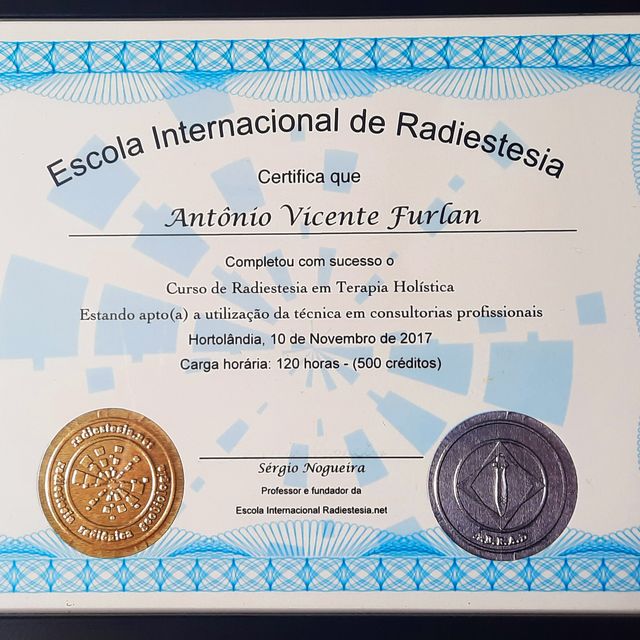 Escola Internacional de Radiestesia
Certifica que
Antônio Vicente Furlan
Completou com sucesso o
Curso de Radiestesia em Terapia Holística
Estando apto(a) a utilização da técnica em consultorias profissionais
Hortolândia, 10 de Novembro de 2017
Carga horária: 120 horas - (500 créditos)
Sérgio Nogueira
Professor e fundador da
Escola Internacional Radiestesia.net
radiestesia.net